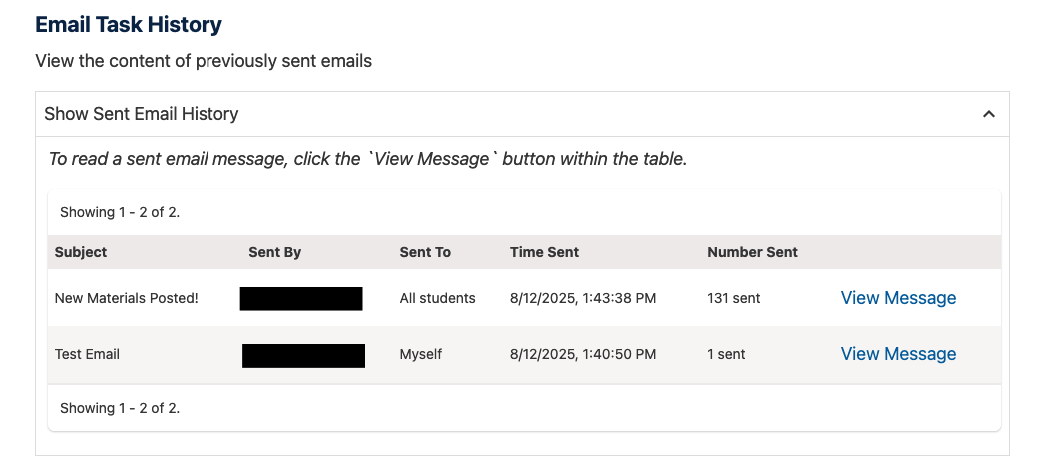 Email Task History
View the content of previously sent emails
Show Sent Email History
To read a sent email message, click the `View Message` button within the table.
Showing 1 - 2 of 2.
Subject Sent By Sent To Time Sent Number Sent
New Materials Posted! All students 8/12/2025, 1:43:38 PM 131 sent View Message
Test Email Myself 8/12/2025, 1:40:50 PM 1 sent View Message
Showing 1 - 2 of 2.